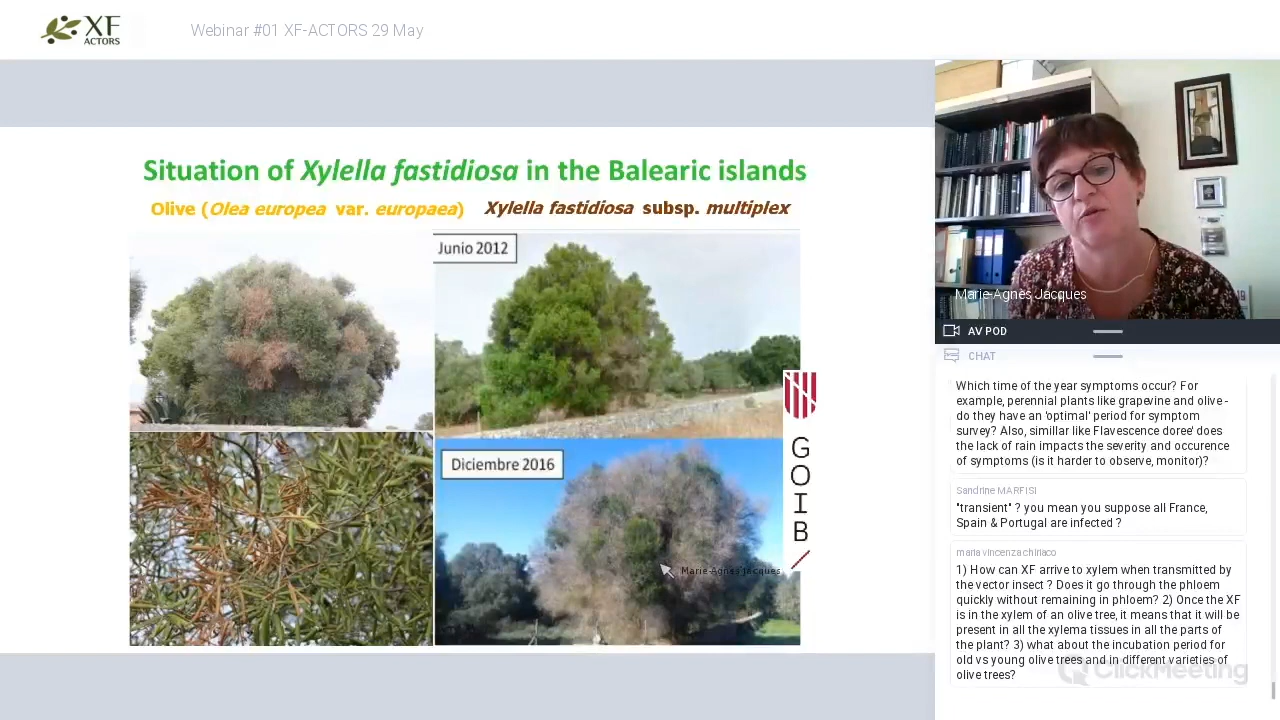 XF
ACTORS
Webinar #01 XF-ACTORS 29 May
Situation of Xylella fastidiosa in the Balearic islands
Olive (Olea europea var. europaea) Xylella fastidiosa subsp. multiplex
Junio 2012
Diciembre 2016
GOIB
Marie-Agnès Jacques
Marie-Agnès Jacques
AV POD
CHAT
Which time of the year symptoms occur? For
example, perennial plants like grapevine and olive -
do they have an 'optimal' period for symptom
survey? Also, simillar like Flavescence doree' does
the lack of rain impacts the severity and occurence
of symptoms (is it harder to observe, monitor)?
Sandrine MARFISI
"transient" ? you mean you suppose all France,
Spain & Portugal are infected ?
maria vincenza chiriaco
1) How can XF arrive to xylem when transmitted by
the vector insect ? Does it go through the phloem
quickly without remaining in phloem? 2) Once the XF
is in the xylem of an olive tree, it means that it will be
present in all the xylema tissues in all the parts of
the plant? 3) what about the incubation period for
old vs young olive trees and in different varieties of
olive trees?
ClickMeeting